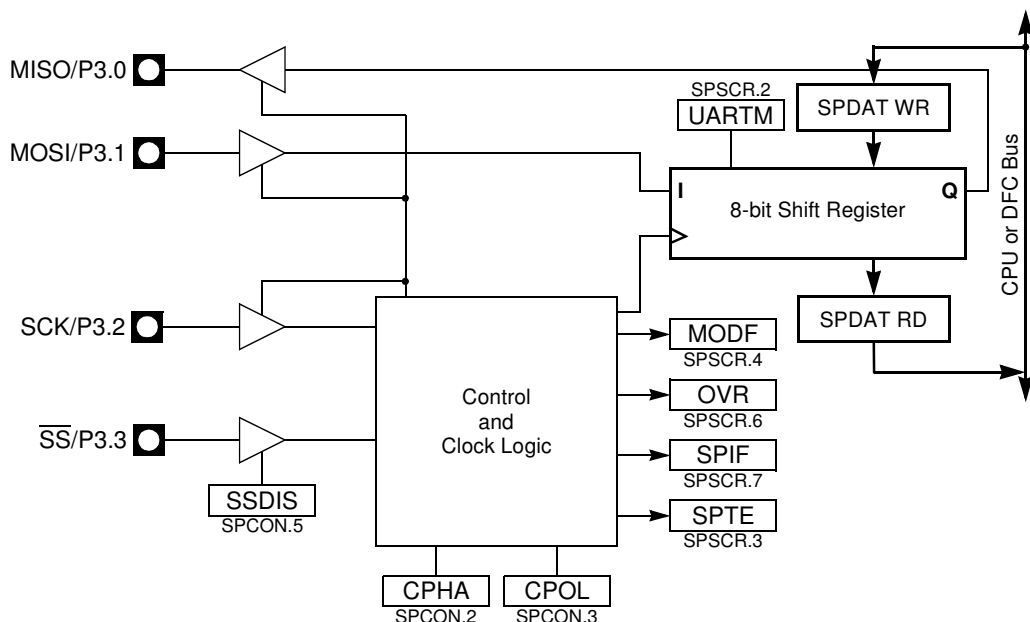 MISO/P3.0
SPSCR.2
UARTM
SPDAT WR
MOSI/P3.1
I
Q
8-bit Shift Register
CPU or DFC Bus
SCK/P3.2
SPDAT RD
MODF
SPSCR.4
Control
and
Clock Logic
OVR
SPSCR.6
SS/P3.3
SPIF
SPSCR.7
SSDIS
SPCON.5
SPTE
SPSCR.3
CPHA
SPCON.2
CPOL
SPCON.3